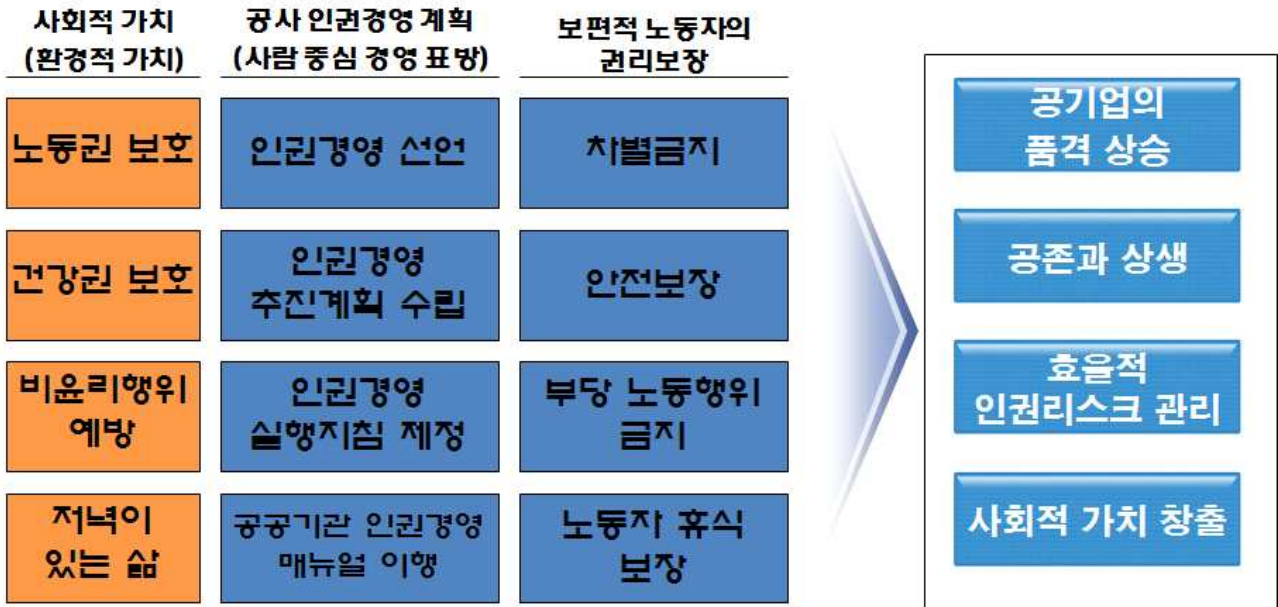 사회적 가치
(환경적 가치)
공사 인권경영 계획
(사람 중심 경영 표방)
보편적 노동자의
권리보장
노동권 보호
인권경영 선언
차별금지
건강권 보호
인권경영
추진계획 수립
안전보장
비윤리행위
예방
인권경영
실행지침 제정
부당 노동행위
금지
저녁이
있는 삶
공공기관 인권경영
매뉴얼 이행
노동자 휴식
보장
공기업의
품격 상승
공존과 상생
효율적
인권리스크 관리
사회적 가치 창출